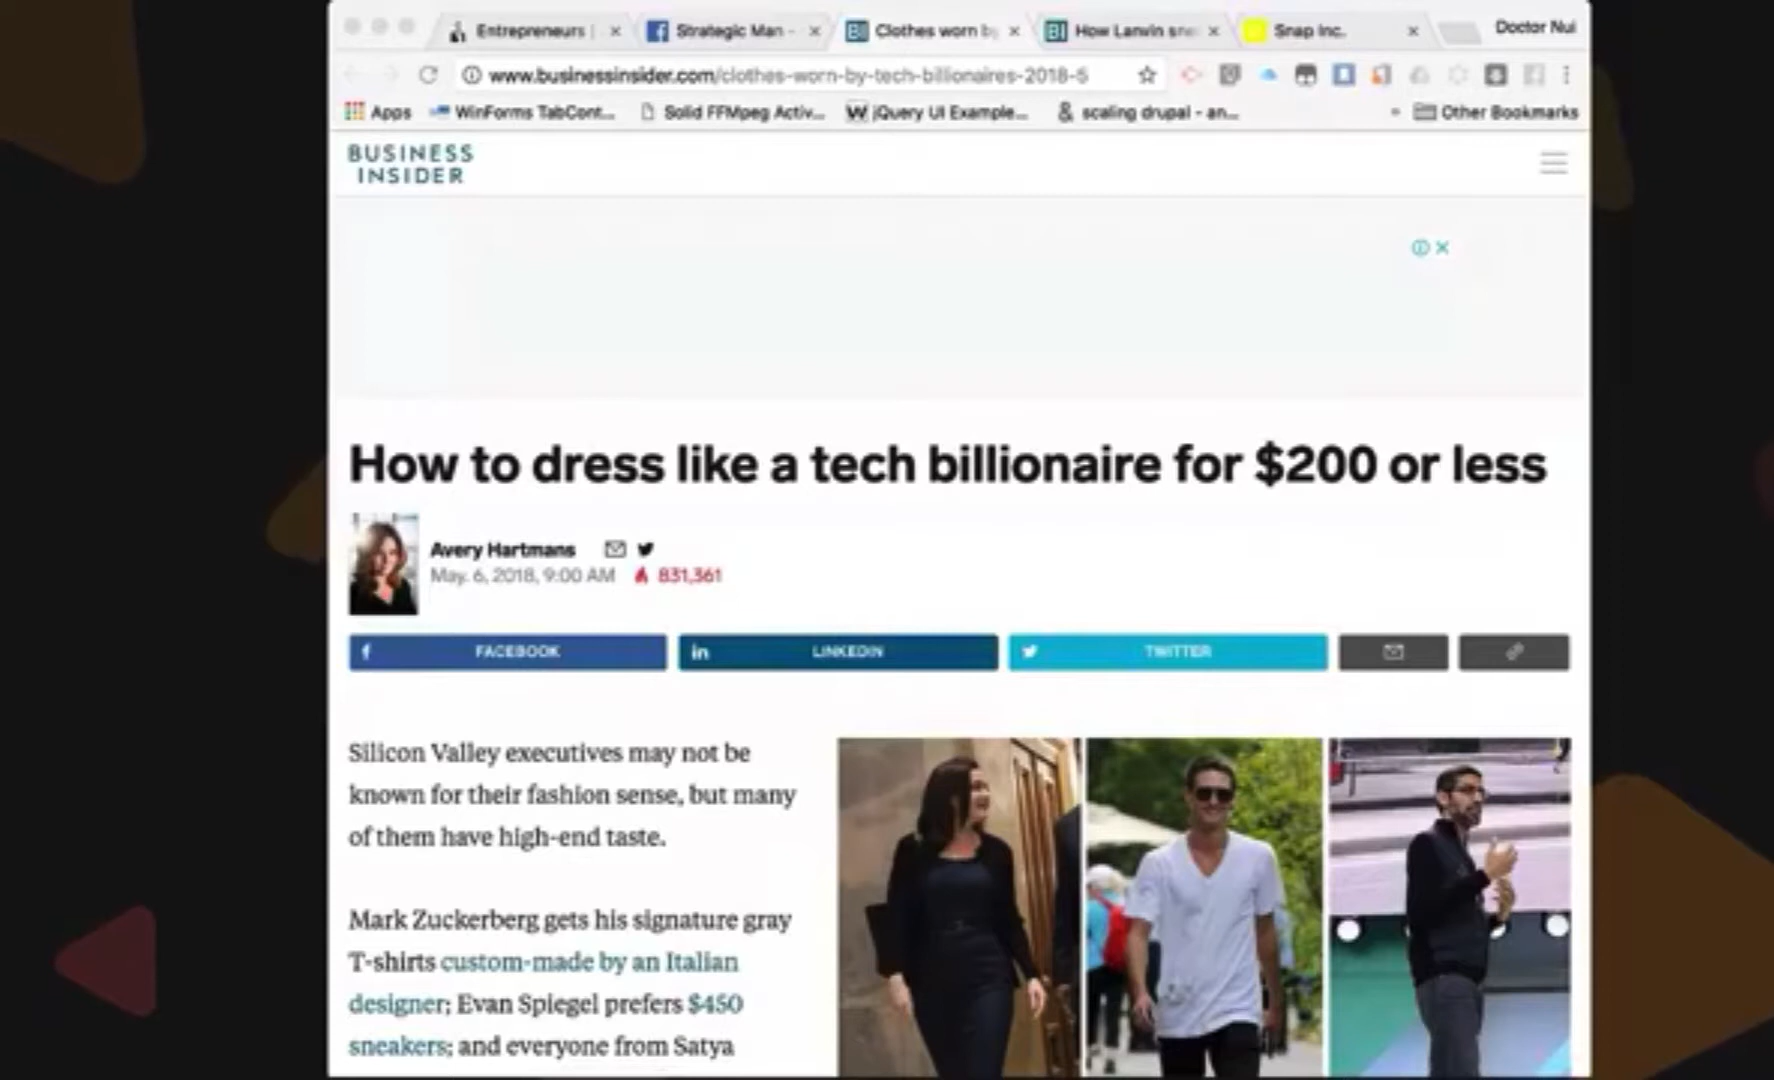 Entrepreneurs |
Strategic Man -
Clothes worn by
How Lanvin sne
Snap Inc.
Doctor Nui
www.businessinsider.com/clothes-worn-by-tech-billionaires-2018-5
Apps
WinForms TabCont...
Solid FFMpeg Activ...
jQuery UI Example...
scaling drupal - an...
» Other Bookmarks
BUSINESS
INSIDER
How to dress like a tech billionaire for $200 or less
Avery Hartmans
May. 6, 2018, 9:00 AM 831,361
FACEBOOK
LINKEDIN
TWITTER
Silicon Valley executives may not be
known for their fashion sense, but many
of them have high-end taste.
Mark Zuckerberg gets his signature gray
T-shirts custom-made by an Italian
designer; Evan Spiegel prefers $450
sneakers; and everyone from Satya